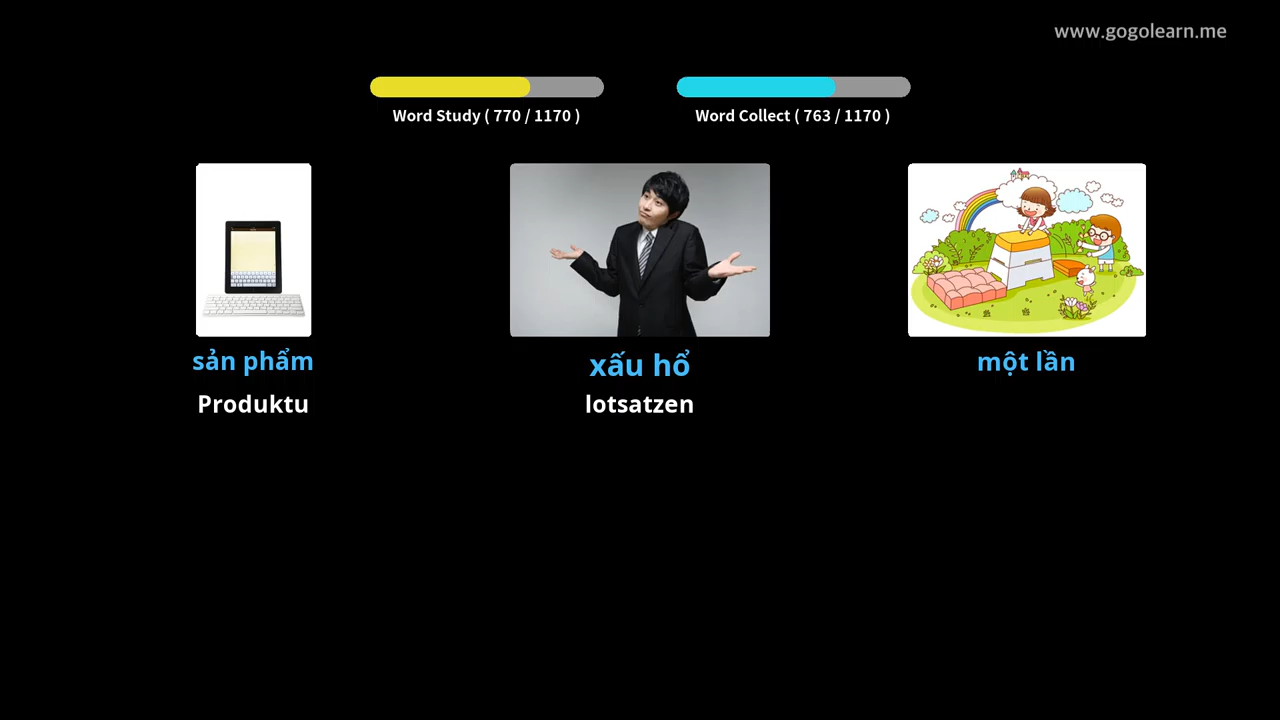 www.gogolearn.me
Word Study ( 770 / 1170 )
Word Collect ( 763 / 1170 )
sản phẩm
Produktu
xấu hổ
lotsatzen
một lần